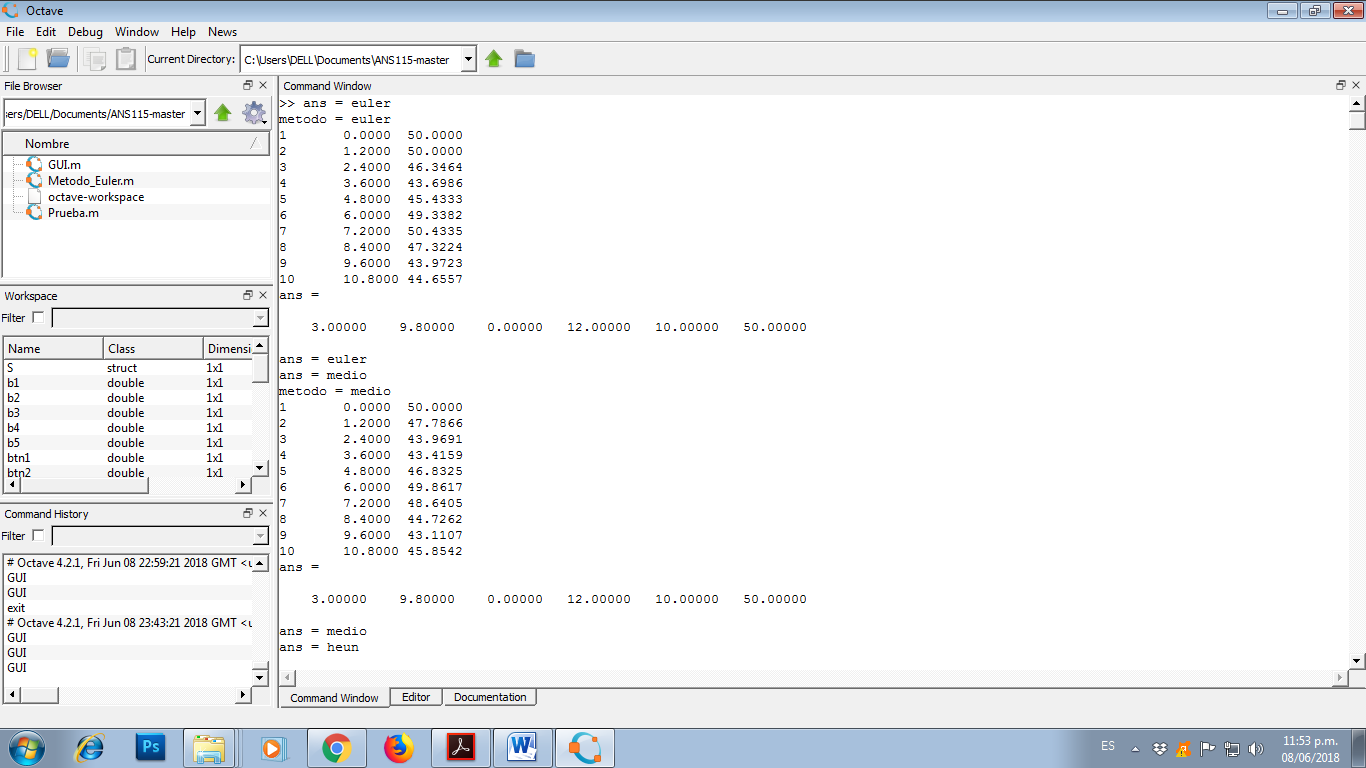 Octave
File Edit Debug Window Help News
Current Directory: C:\Users\DELL\Documents\ANS115-master
File Browser
sers/DELL/Documents/ANS115-master
Nombre
GUI.m
Metodo_Euler.m
octave-workspace
Prueba.m
Workspace
Filter
Name Class Dimensi
S struct 1x1
b1 double 1x1
b2 double 1x1
b3 double 1x1
b4 double 1x1
b5 double 1x1
btn1 double 1x1
btn2 double 1x1
Command History
Filter
# Octave 4.2.1, Fri Jun 08 22:59:21 2018 GMT <u
GUI
GUI
exit
# Octave 4.2.1, Fri Jun 08 23:43:21 2018 GMT <u
GUI
GUI
GUI
Command Window
>> ans = euler
metodo = euler
1 0.0000 50.0000
2 1.2000 50.0000
3 2.4000 46.3464
4 3.6000 43.6986
5 4.8000 45.4333
6 6.0000 49.3382
7 7.2000 50.4335
8 8.4000 47.3224
9 9.6000 43.9723
10 10.8000 44.6557
ans =
3.00000 9.80000 0.00000 12.00000 10.00000 50.00000
ans = euler
ans = medio
metodo = medio
1 0.0000 50.0000
2 1.2000 47.7866
3 2.4000 43.9691
4 3.6000 43.4159
5 4.8000 46.8325
6 6.0000 49.8617
7 7.2000 48.6405
8 8.4000 44.7262
9 9.6000 43.1107
10 10.8000 45.8542
ans =
3.00000 9.80000 0.00000 12.00000 10.00000 50.00000
ans = medio
ans = heun
Command Window Editor Documentation
Ps
W
ES
11:53 p.m.
08/06/2018